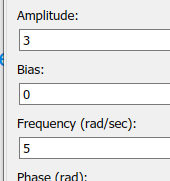 Amplitude:
3
Bias:
0
Frequency (rad/sec):
5
Phase (rad):